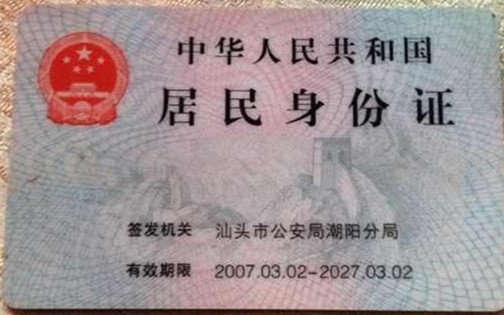 中华人民共和国
居民身份证
签发机关 汕头市公安局潮阳分局
有效期限 2007.03.02-2027.03.02